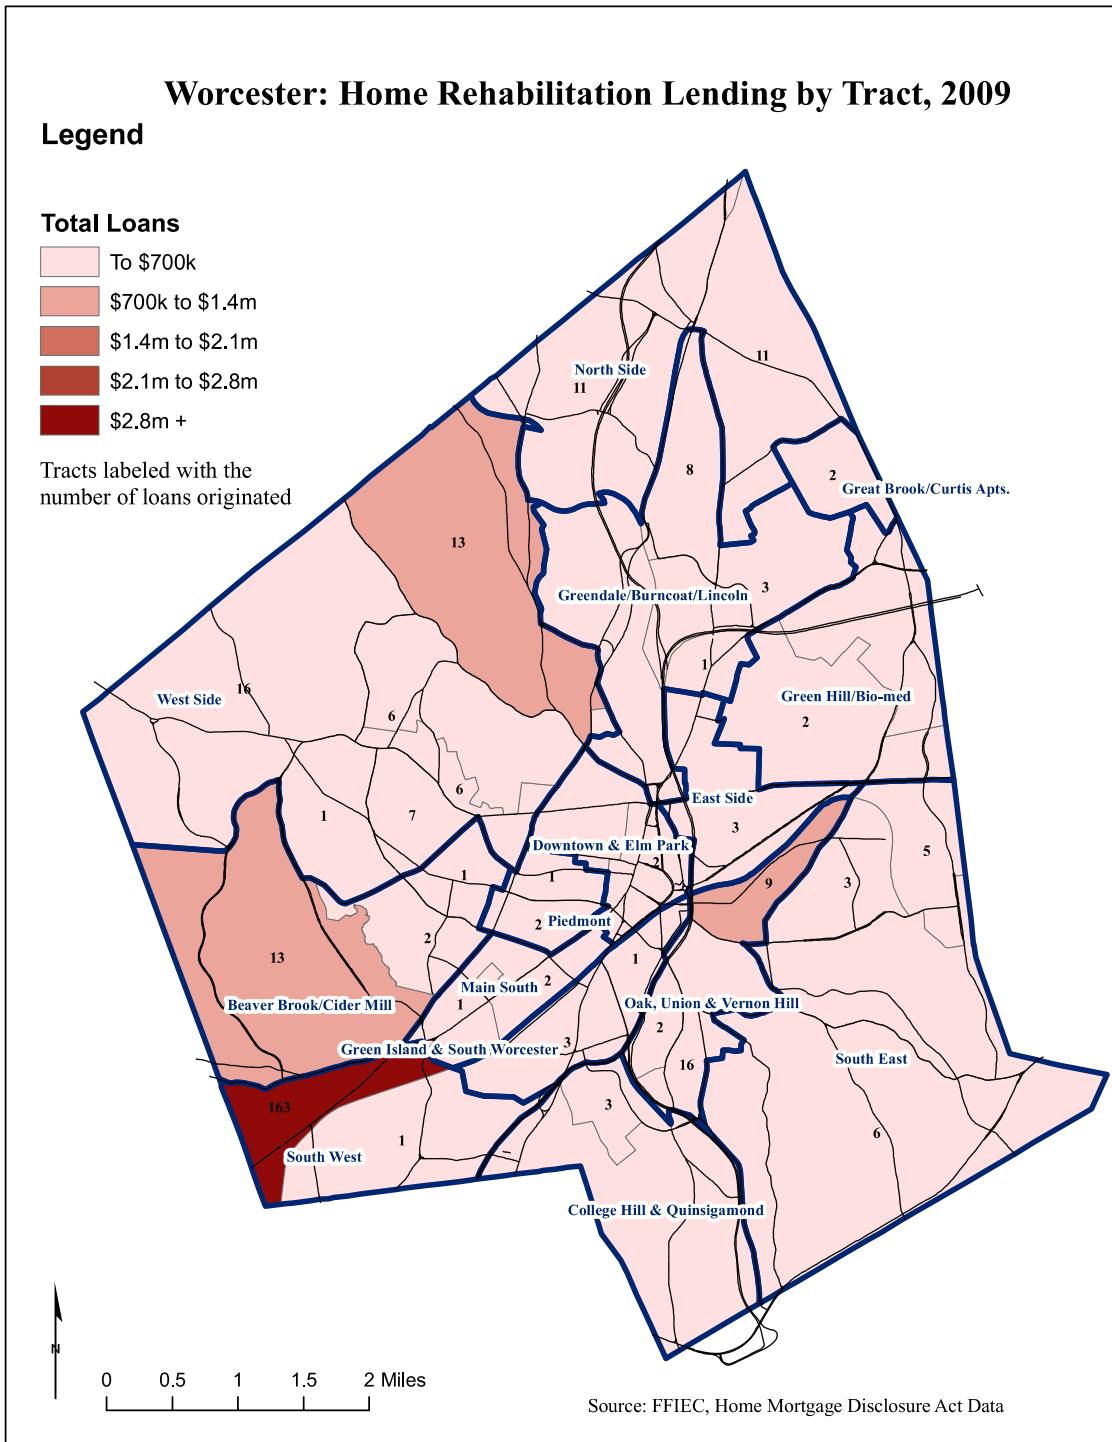 Worcester: Home Rehabilitation Lending by Tract, 2009
Legend
Total Loans
To $700k
$700k to $1.4m
$1.4m to $2.1m
$2.1m to $2.8m
$2.8m +
Tracts labeled with the
number of loans originated
11
North Side
11
8
2
Great Brook/Curtis Apts.
13
3
Greendale/Burncoat/Lincoln
1
16
West Side
Green Hill/Bio-med
6
2
6
East Side
1
7
3
Downtown & Elm Park
5
2
1
1
9
3
Piedmont
2
2
13
1
Main South
2
Beaver Brook/Cider Mill
1
Oak, Union & Vernon Hill
2
3
Green Island & South Worcester
South East
16
163
3
6
1
South West
College Hill & Quinsigamond
N
0 0.5 1 1.5 2 Miles
Source: FFIEC, Home Mortgage Disclosure Act Data